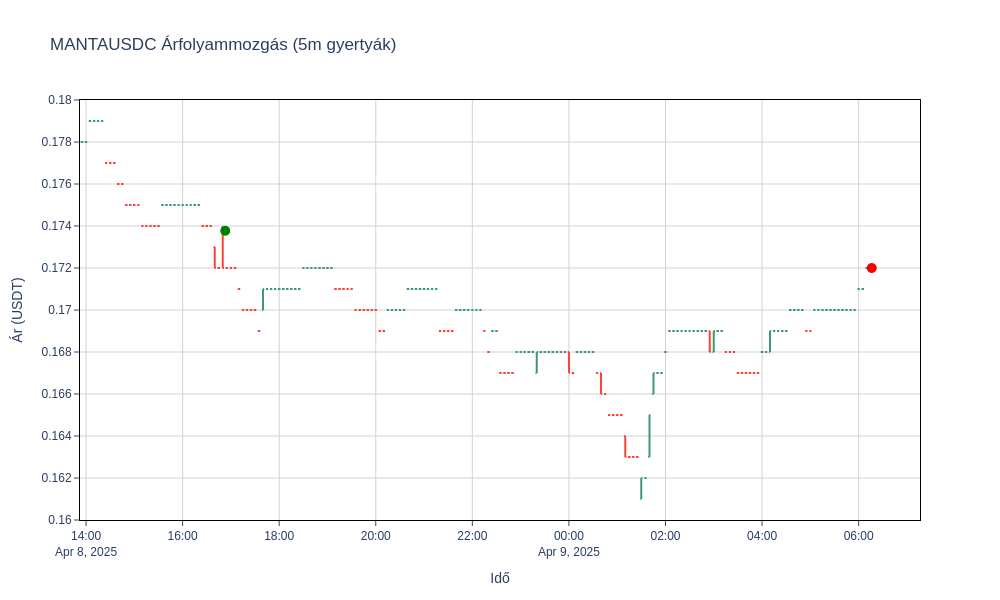 MANTAUSDC Árfolyammozgás (5m gyertyák)
0.18
0.178
0.176
0.174
0.172
0.17
0.168
0.166
0.164
0.162
0.16
Ár (USDT)
14:00 16:00 18:00 20:00 22:00 00:00 02:00 04:00 06:00
Apr 8, 2025 Apr 9, 2025
Idő